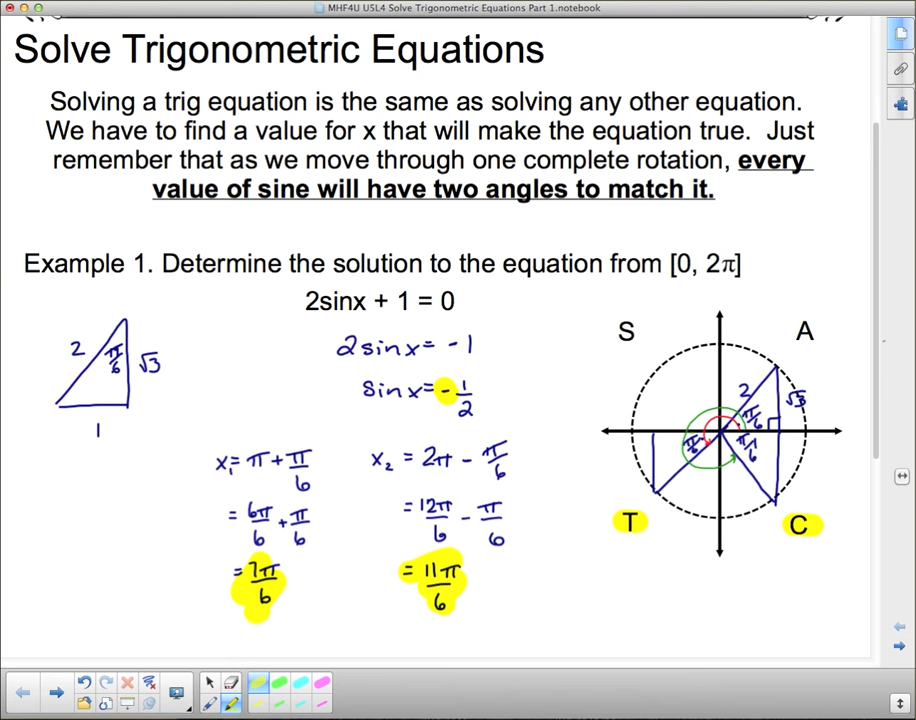 MHF4U U5L4 Solve Trigonometric Equations Part 1.notebook
Solve Trigonometric Equations
Solving a trig equation is the same as solving any other equation.
We have to find a value for x that will make the equation true. Just
remember that as we move through one complete rotation, every
value of sine will have two angles to match it.
Example 1. Determine the solution to the equation from [0, 2π]
2sinx + 1 = 0
2 π/6 √3
1
2sinx = -1
sinx = -1/2
x₁ = π + π/6
= 6π/6 + π/6
= 7π/6
x₂ = 2π - π/6
= 12π/6 - π/6
= 11π/6
S A
2 √3
π/6 π/6
π/6
T C